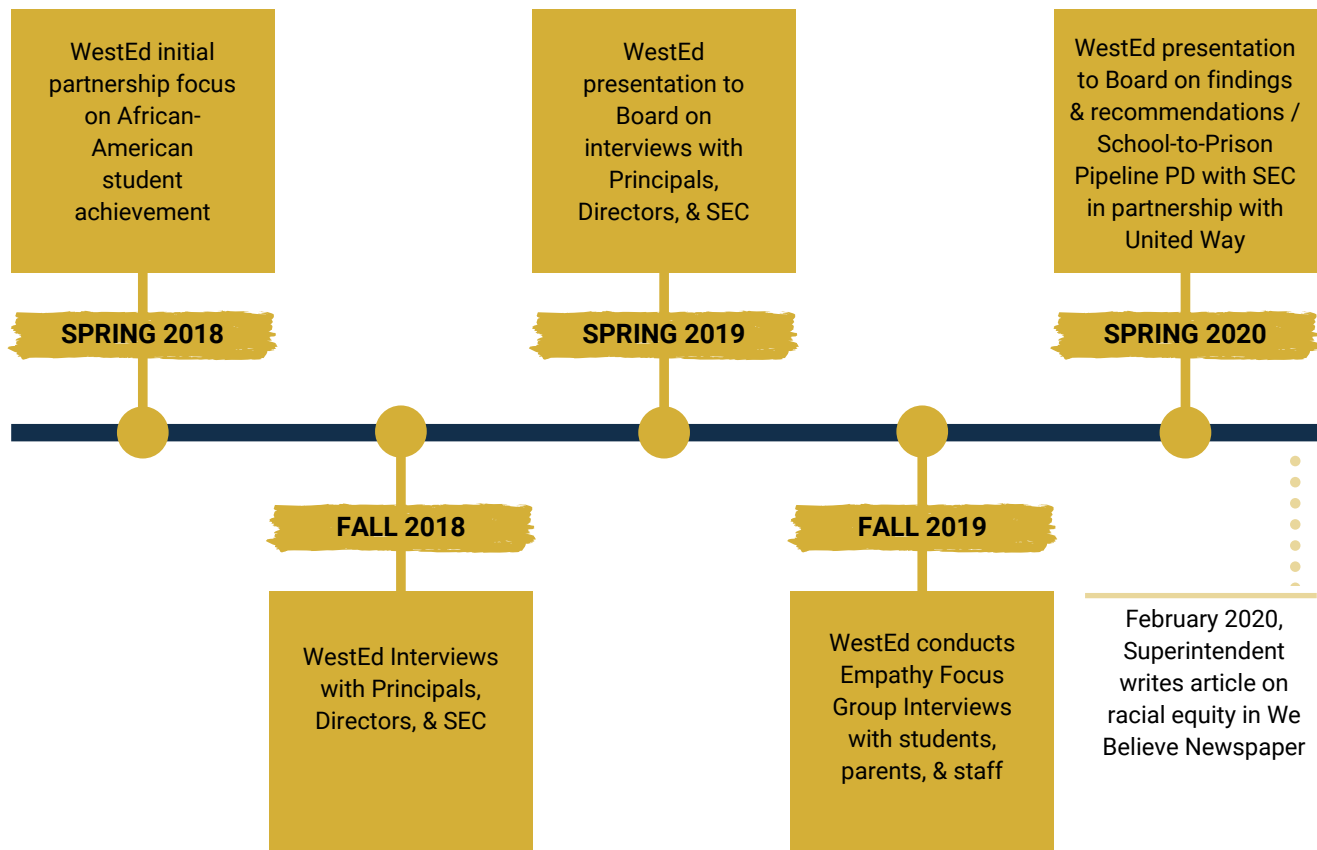 WestEd initial
partnership focus
on African-
American
student
achievement
SPRING 2018
WestEd Interviews
with Principals,
Directors, & SEC
FALL 2018
WestEd
presentation to
Board on
interviews with
Principals,
Directors, & SEC
SPRING 2019
FALL 2019
WestEd conducts
Empathy Focus
Group Interviews
with students,
parents, & staff
WestEd presentation
to Board on findings
& recommendations /
School-to-Prison
Pipeline PD with SEC
in partnership with
United Way
SPRING 2020
February 2020,
Superintendent
writes article on
racial equity in We
Believe Newspaper